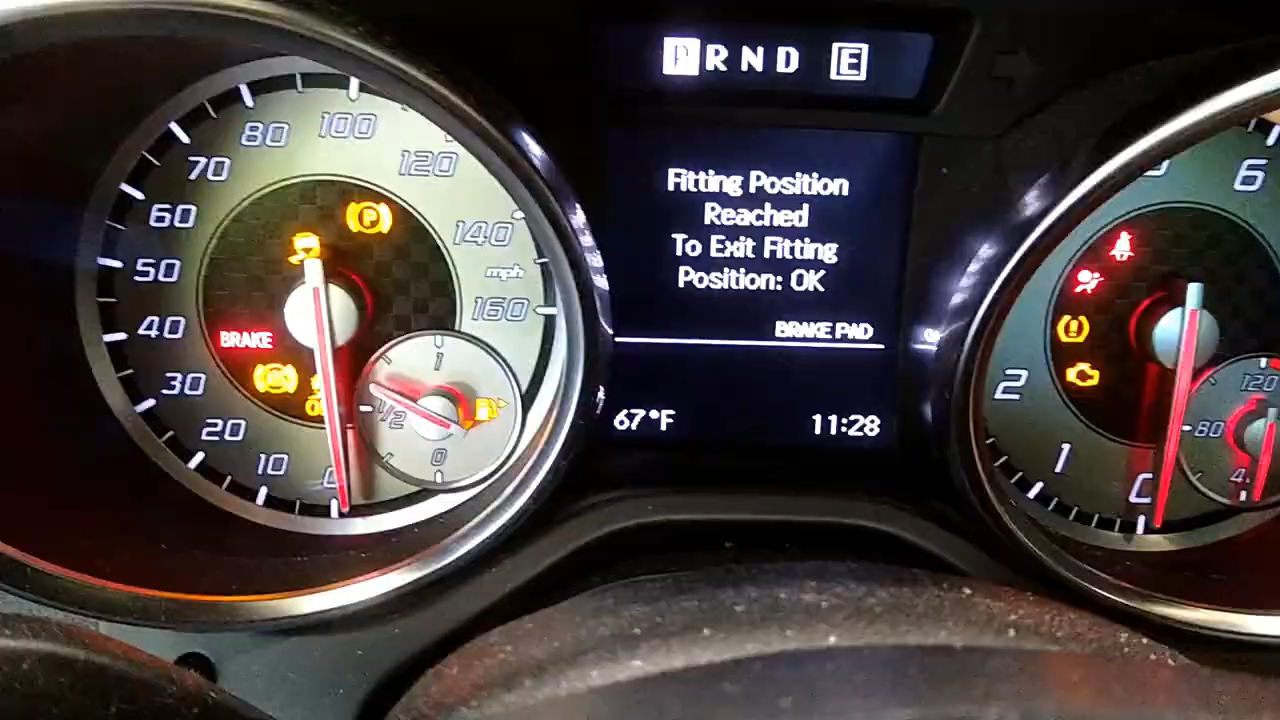 P R N D E
Fitting Position
Reached
To Exit Fitting
Position: OK
BRAKE PAD
67°F
11:28
100
80
120
70
60
140
mph
50
160
40
30
20
10
0
BRAKE
P
1
1/2
0
6
2
1
0
120
80